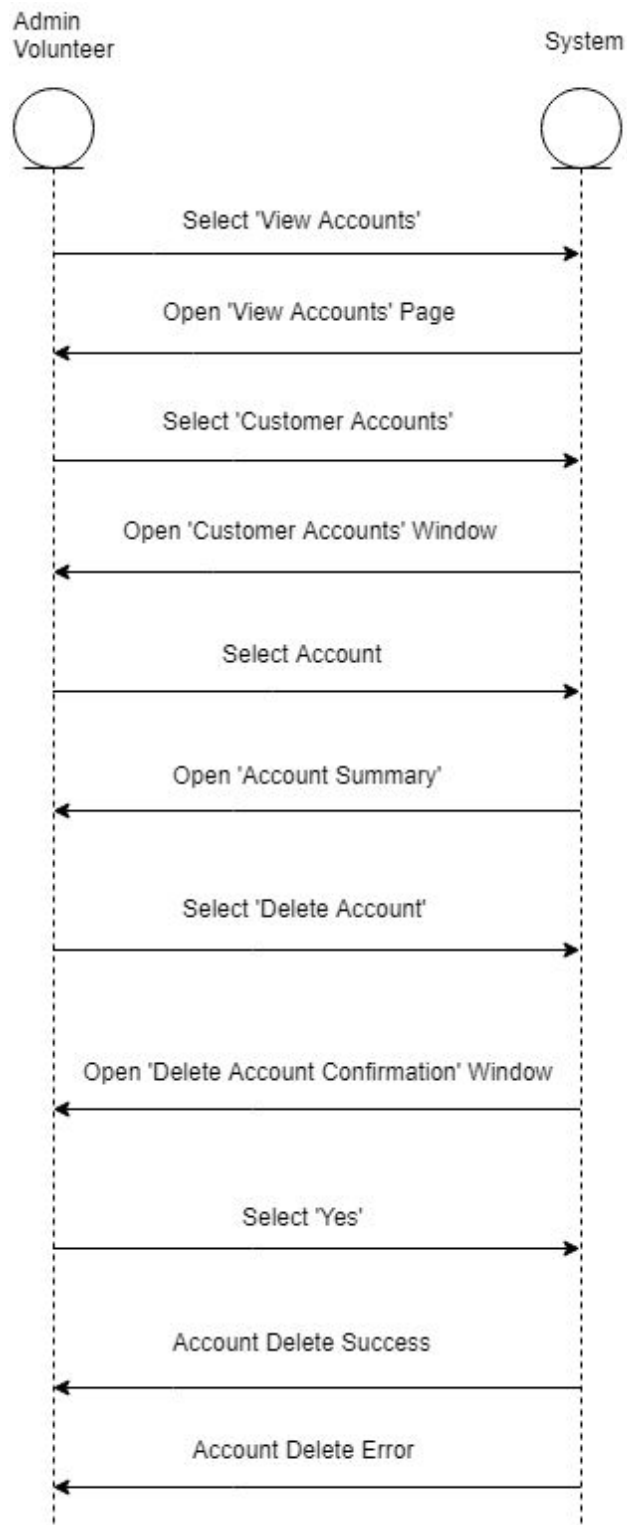 Admin
Volunteer
System
Select 'View Accounts'
Open 'View Accounts' Page
Select 'Customer Accounts'
Open 'Customer Accounts' Window
Select Account
Open 'Account Summary'
Select 'Delete Account'
Open 'Delete Account Confirmation' Window
Select 'Yes'
Account Delete Success
Account Delete Error